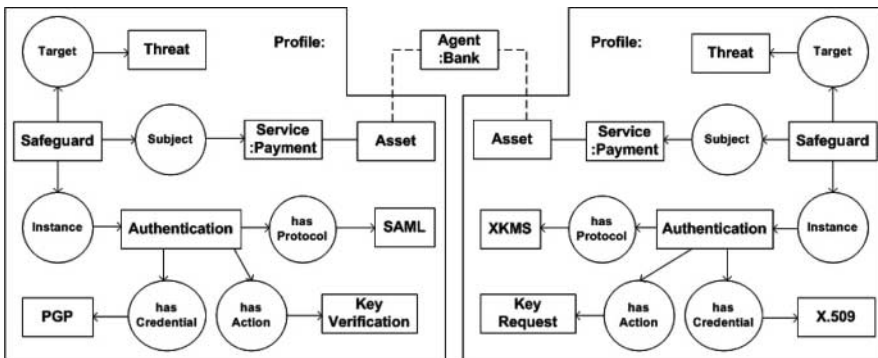 Target
Threat
Profile:
Agent
:Bank
Profile:
Threat
Target
Safeguard
Subject
Service
:Payment
Asset
Asset
Service
:Payment
Subject
Safeguard
Instance
Authentication
has
Protocol
SAML
XKMS
has
Protocol
Authentication
Instance
PGP
has
Credential
has
Action
Key
Verification
Key
Request
has
Action
has
Credential
X.509